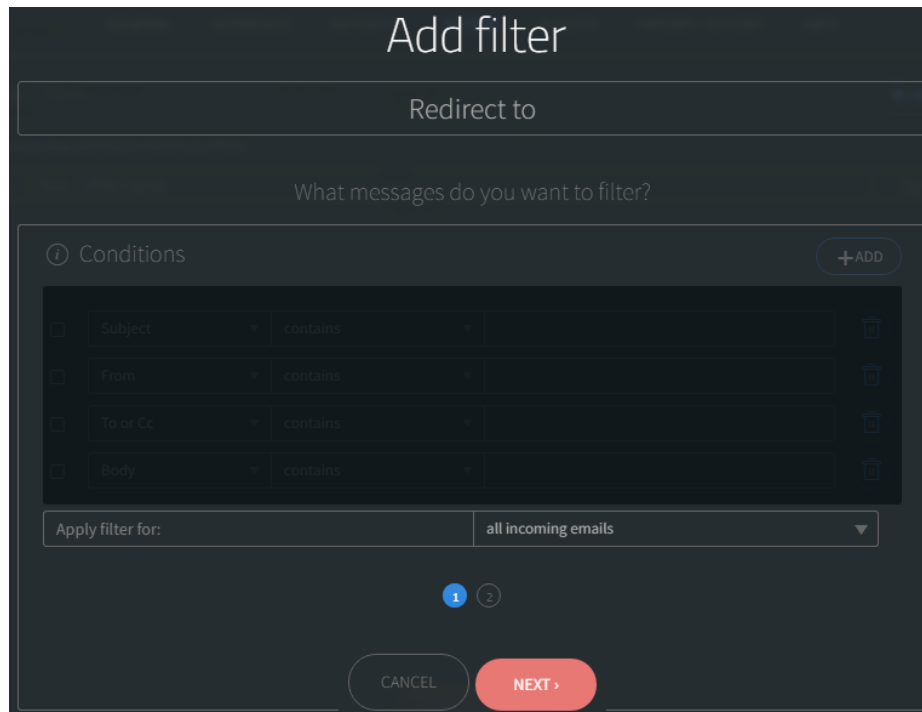 Add filter
Redirect to
What messages do you want to filter?
i Conditions +ADD
Subject contains
From contains
To or Cc contains
Body contains
Apply filter for: all incoming emails
1 2
CANCEL NEXT ›